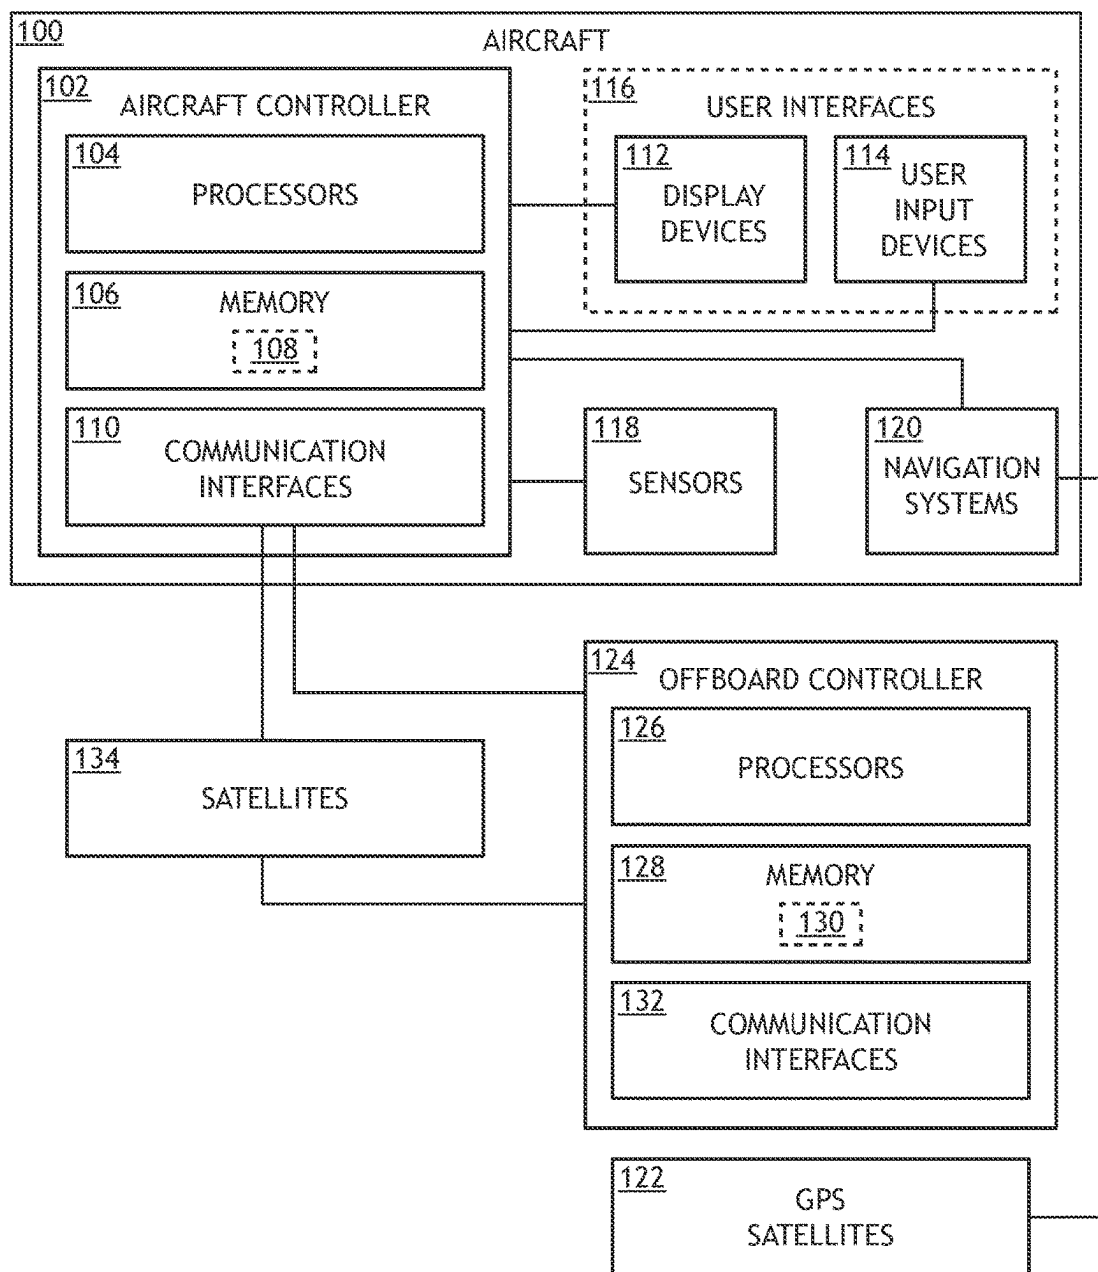 100
AIRCRAFT
102
AIRCRAFT CONTROLLER
104
PROCESSORS
106
MEMORY
108
110
COMMUNICATION
INTERFACES
116
USER INTERFACES
112
DISPLAY
DEVICES
114
USER
INPUT
DEVICES
118
SENSORS
120
NAVIGATION
SYSTEMS
124
OFFBOARD CONTROLLER
126
PROCESSORS
134
SATELLITES
128
MEMORY
130
132
COMMUNICATION
INTERFACES
122
GPS
SATELLITES